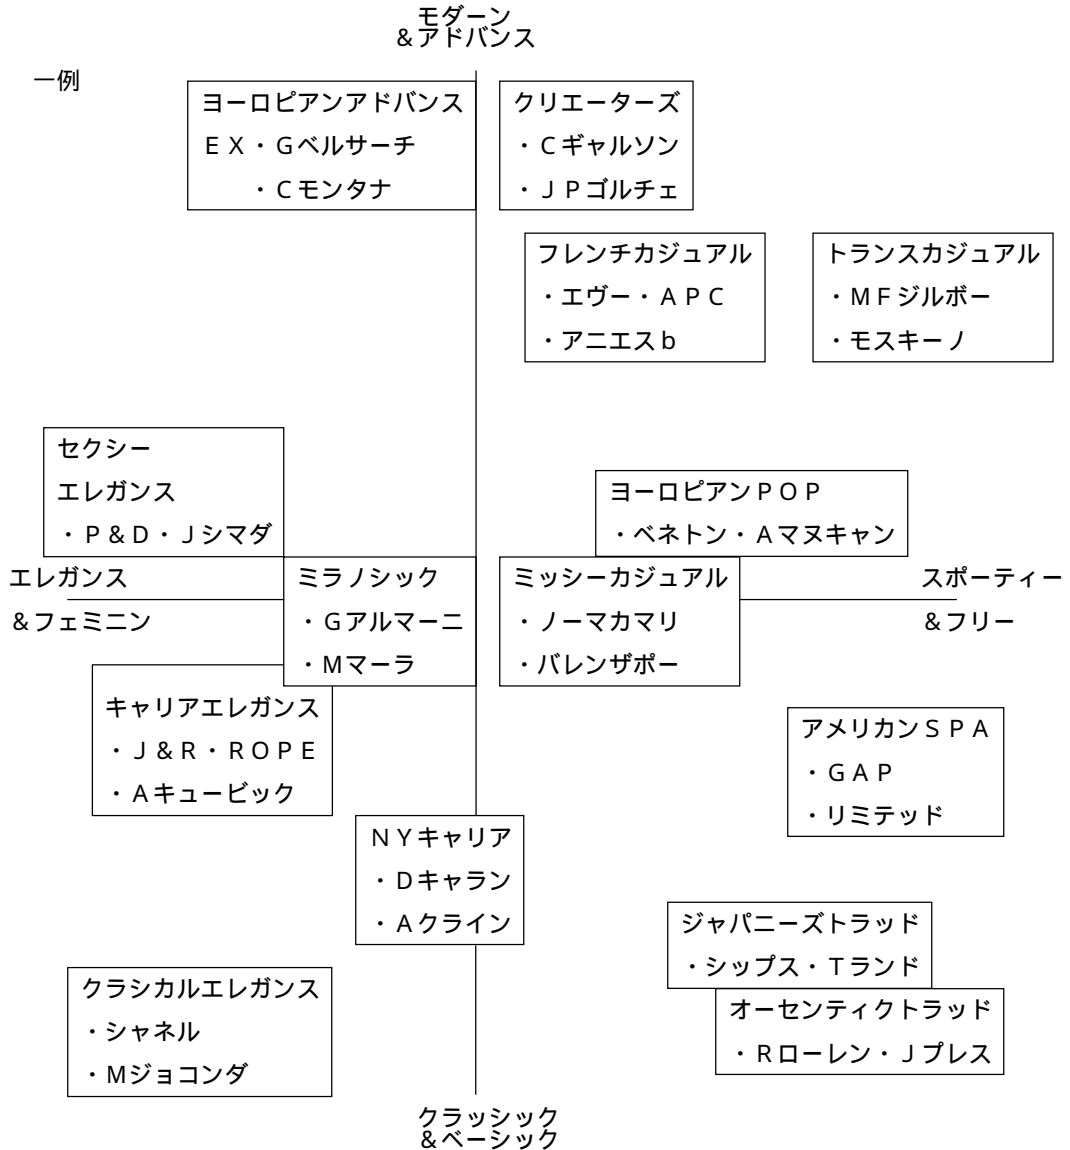 モダーン
&アドバンス
一例
ヨーロピアンアドバンス
ＥＸ・Ｇベルサーチ
・Ｃモンタナ
クリエーターズ
・Ｃギャルソン
・ＪＰゴルチェ
フレンチカジュアル
・エヴー・ＡＰＣ
・アニエスｂ
トランスカジュアル
・ＭＦジルボー
・モスキーノ
セクシー
エレガンス
・Ｐ＆Ｄ・Ｊシマダ
ヨーロピアンＰＯＰ
・ベネトン・Ａマヌキャン
エレガンス
&フェミニン
ミラノシック
・Ｇアルマーニ
・Ｍマーラ
ミッシーカジュアル
・ノーマカマリ
・バレンザポー
スポーティー
&フリー
キャリアエレガンス
・Ｊ＆Ｒ・ＲＯＰＥ
・Ａキュービック
アメリカンＳＰＡ
・ＧＡＰ
・リミテッド
ＮＹキャリア
・Ｄキャラン
・Ａクライン
ジャパニーズトラッド
・シップス・Ｔランド
オーセンティクトラッド
・Ｒローレン・Ｊプレス
クラシカルエレガンス
・シャネル
・Ｍジョコンダ
クラッシック
&ベーシック